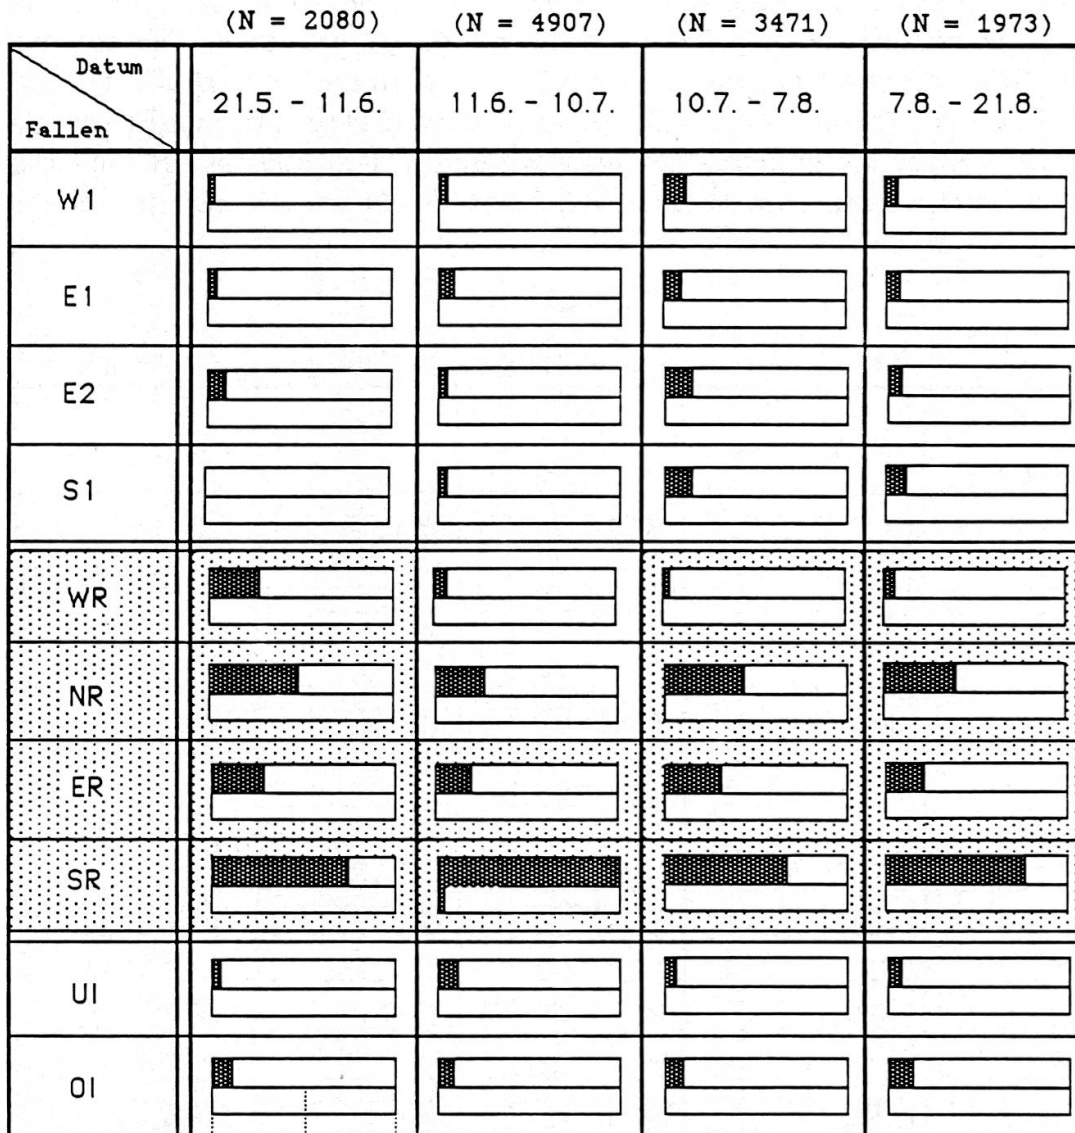 (N = 2080) (N = 4907) (N = 3471) (N = 1973)
Datum
Fallen
21.5. - 11.6. 11.6. - 10.7. 10.7. - 7.8. 7.8. - 21.8.
W1
E1
E2
S1
WR
NR
ER
SR
UI
OI